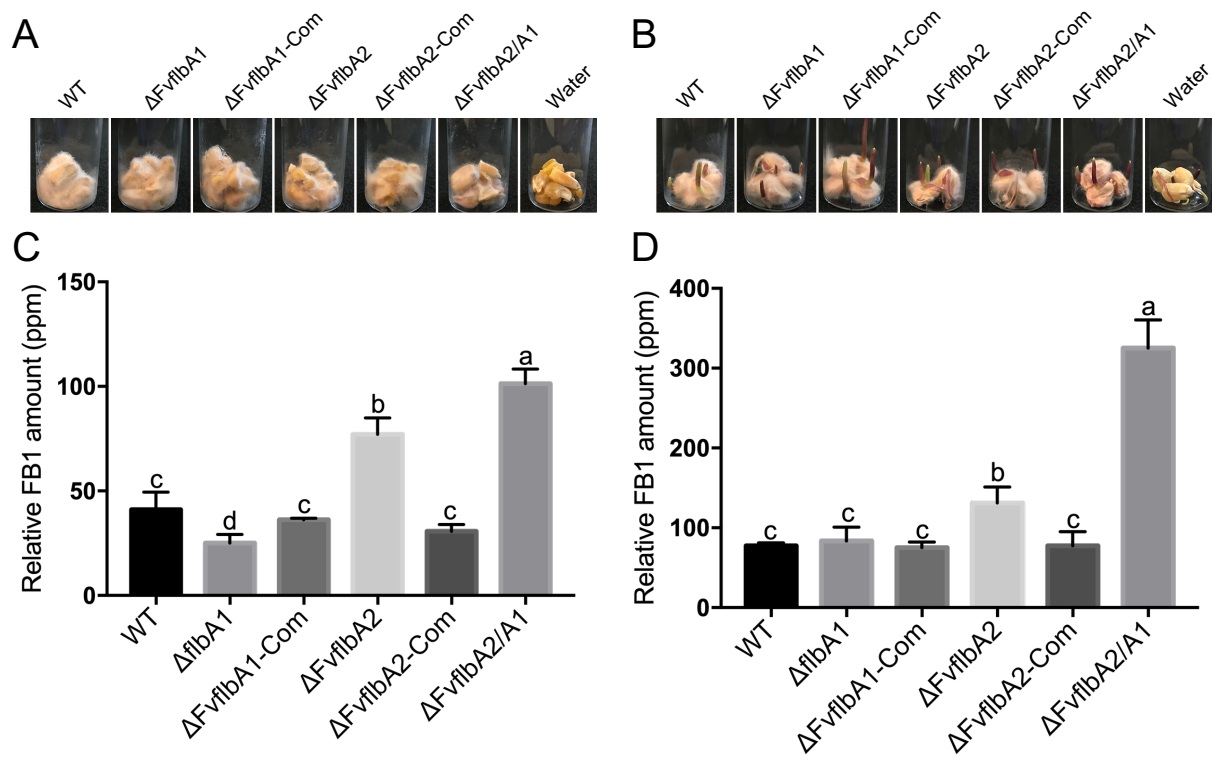 A
WT
ΔFvflbA1
ΔFvflbA1-Com
ΔFvflbA2
ΔFvflbA2-Com
ΔFvflbA2/A1
Water
B
WT
ΔFvflbA1
ΔFvflbA1-Com
ΔFvflbA2
ΔFvflbA2-Com
ΔFvflbA2/A1
Water
C
Relative FB1 amount (ppm)
150
100
50
0
c
d
c
b
c
a
WT
ΔflbA1
ΔFvflbA1-Com
ΔFvflbA2
ΔFvflbA2-Com
ΔFvflbA2/A1
D
Relative FB1 amount (ppm)
400
300
200
100
0
c
c
c
b
c
a
WT
ΔflbA1
ΔFvflbA1-Com
ΔFvflbA2
ΔFvflbA2-Com
ΔFvflbA2/A1